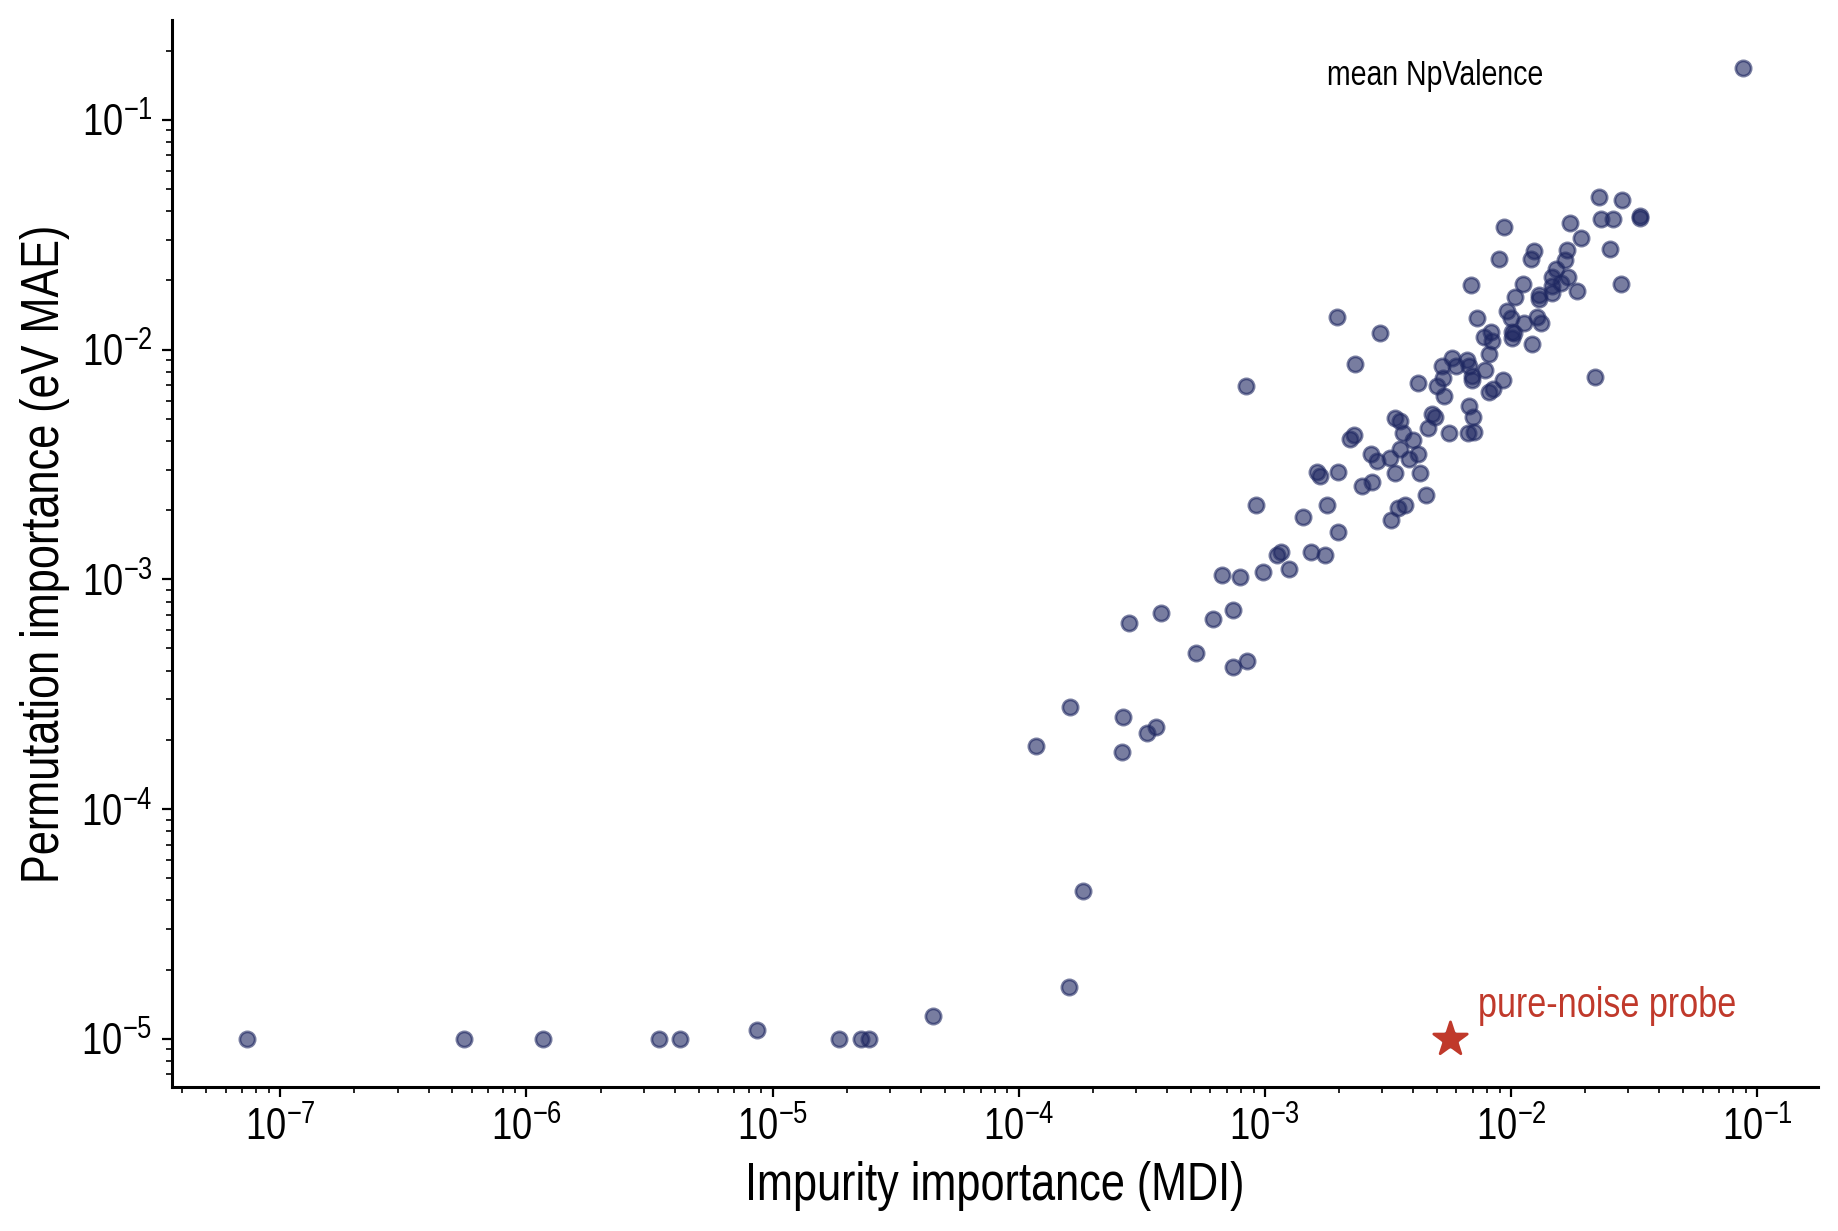 mean NpValence
10⁻¹
10⁻²
10⁻³
10⁻⁴
10⁻⁵
Permutation importance (eV MAE)
pure-noise probe
10⁻⁷ 10⁻⁶ 10⁻⁵ 10⁻⁴ 10⁻³ 10⁻² 10⁻¹
Impurity importance (MDI)